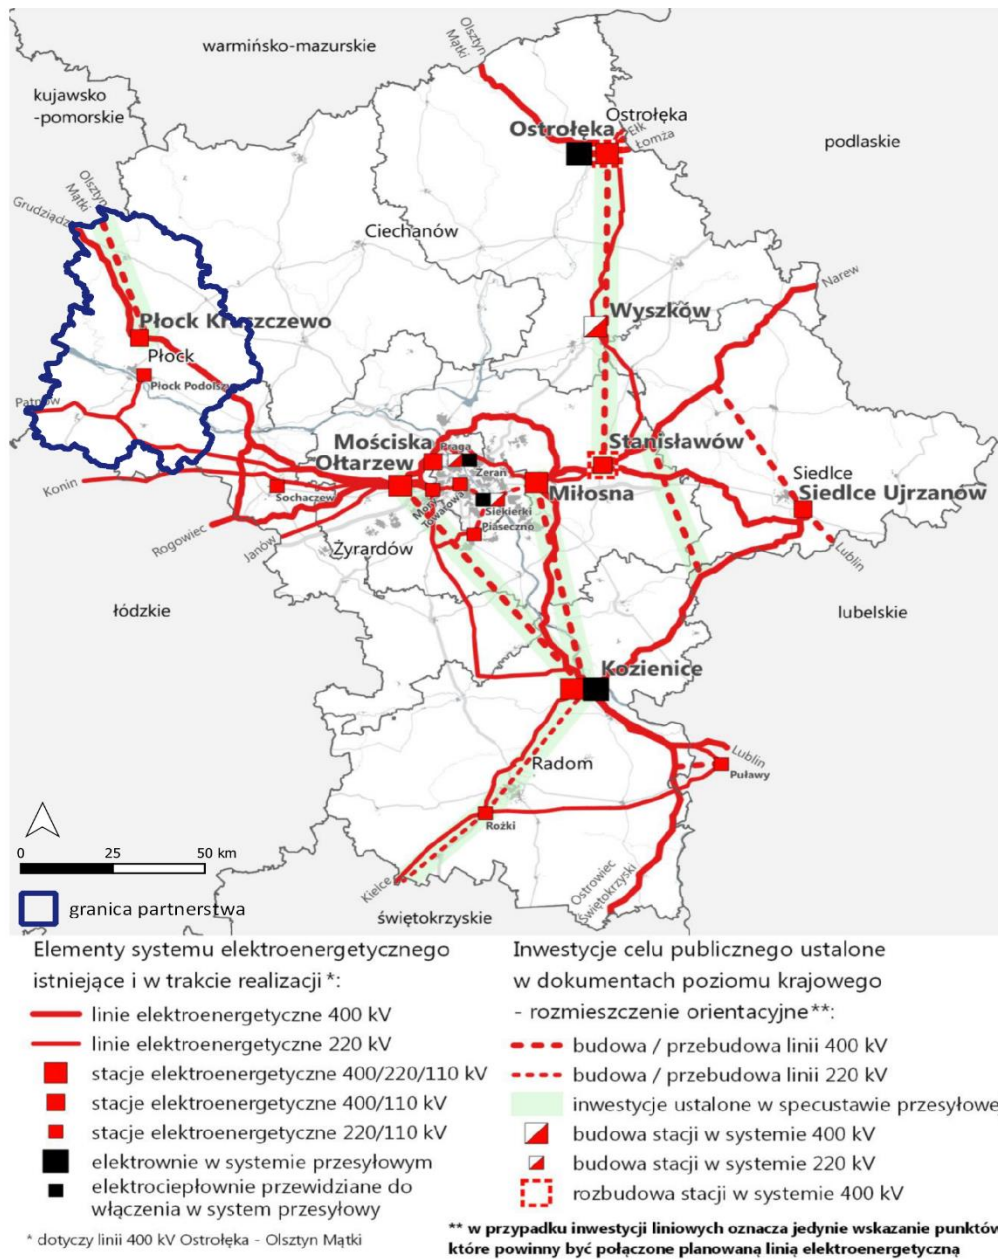 warmińsko-mazurskie
Olsztyn
Mątki
kujawsko
-pomorskie
Ostrołęka
Ostrołęka
Ełk
Łomża
podlaskie
Olsztyn
Mątki
Grudziądz
Ciechanów
Narew
Wyszków
Płock Kruszczewo
Płock
Płock Podolszyce
Pątnów
Mościska
Ołtarzew
Praga
Żerań
Stanisławów
Konin
Sochaczew
Mory
Towarowa
Siekierki
Piaseczno
Miłosna
Siedlce
Siedlce Ujrzanów
Rogowiec
Janów
Żyrardów
Lublin
łódzkie
lubelskie
Kozienice
Radom
Lublin
Puławy
Rożki
0 25 50 km
Kielce
Ostrowiec
Świętokrzyski
granica partnerstwa
świętokrzyskie
Elementy systemu elektroenergetycznego
istniejące i w trakcie realizacji *:
linie elektroenergetyczne 400 kV
linie elektroenergetyczne 220 kV
stacje elektroenergetyczne 400/220/110 kV
stacje elektroenergetyczne 400/110 kV
stacje elektroenergetyczne 220/110 kV
elektrownie w systemie przesyłowym
elektrociepłownie przewidziane do
włączenia w system przesyłowy
* dotyczy linii 400 kV Ostrołęka - Olsztyn Mątki
Inwestycje celu publicznego ustalone
w dokumentach poziomu krajowego
- rozmieszczenie orientacyjne**:
budowa / przebudowa linii 400 kV
budowa / przebudowa linii 220 kV
inwestycje ustalone w specustawie przesyłowe
budowa stacji w systemie 400 kV
budowa stacji w systemie 220 kV
rozbudowa stacji w systemie 400 kV
** w przypadku inwestycji liniowych oznacza jedynie wskazanie punktów
które powinny być połączone planowaną linią elektroenergetyczną